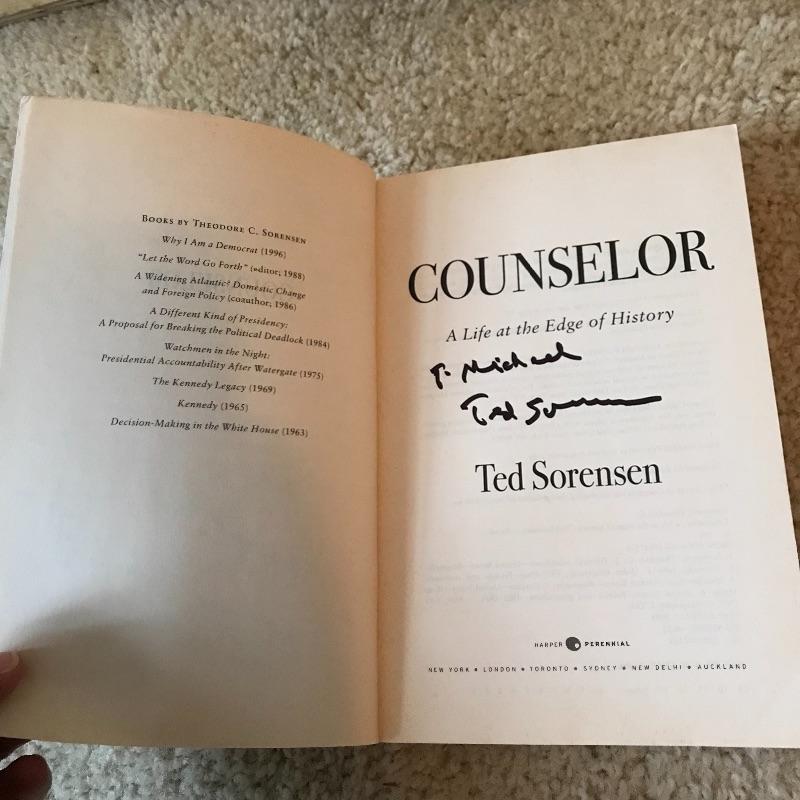 BOOKS BY THEODORE C. SORENSEN
Why I Am a Democrat (1996)
"Let the Word Go Forth" (editor; 1988)
A Widening Atlantic? Domestic Change
and Foreign Policy (coauthor; 1986)
A Different Kind of Presidency:
A Proposal for Breaking the Political Deadlock (1984)
Watchmen in the Night:
Presidential Accountability After Watergate (1975)
The Kennedy Legacy (1969)
Kennedy (1965)
Decision-Making in the White House (1963)
COUNSELOR
A Life at the Edge of History
Michael
Ted Sorensen
Ted Sorensen
HARPER PERENNIAL
NEW YORK • LONDON • TORONTO • SYDNEY • NEW DELHI • AUCKLAND